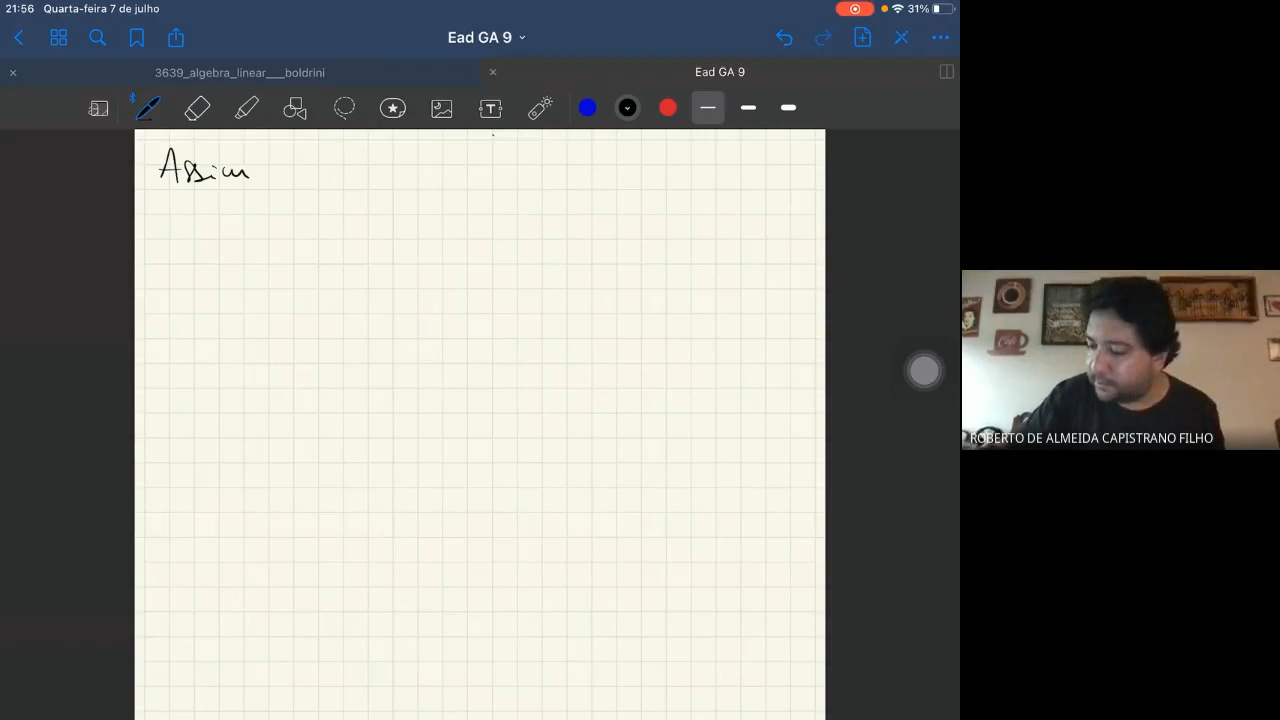 21:56 Quarta-feira 7 de julho
31%
Ead GA 9
3639_algebra_linear___boldrini
Ead GA 9
Assim
ROBERTO DE ALMEIDA CAPISTRANO FILHO